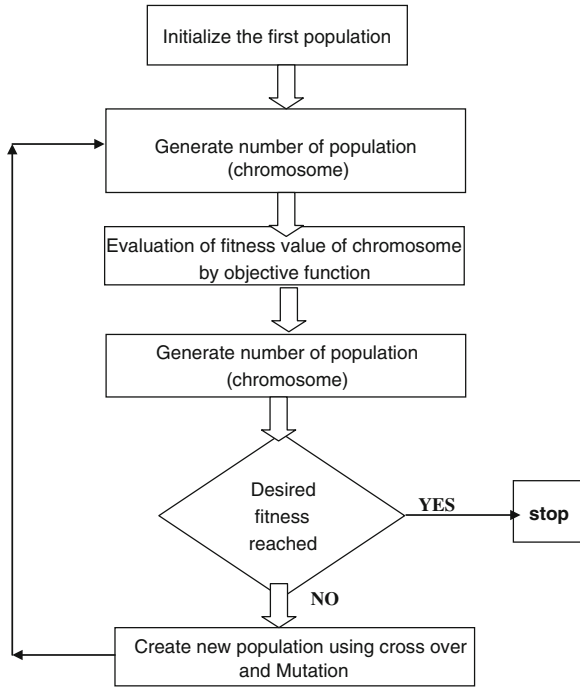 Initialize the first population
Generate number of population
(chromosome)
Evaluation of fitness value of chromosome
by objective function
Generate number of population
(chromosome)
Desired
fitness
reached
YES
stop
NO
Create new population using cross over
and Mutation